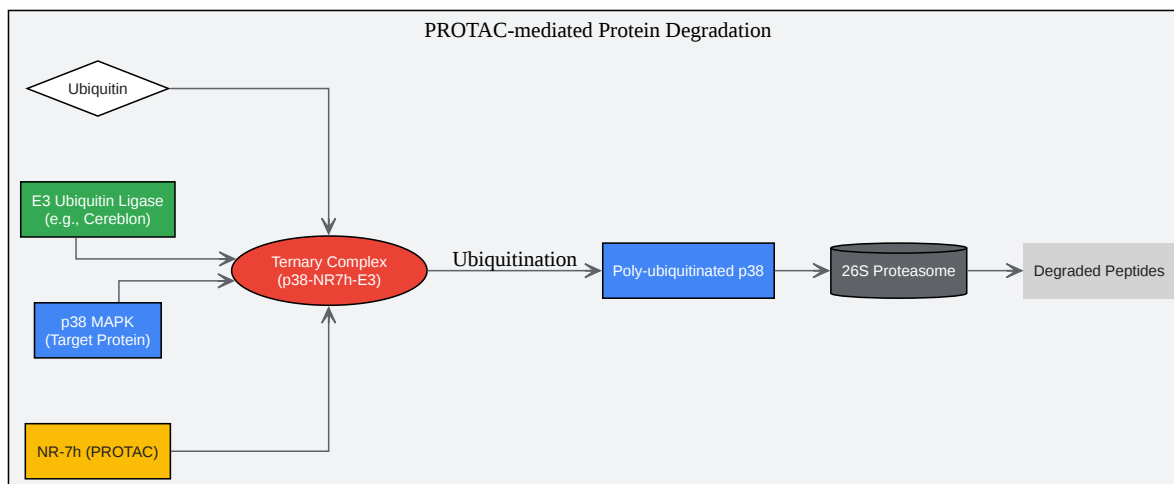 PROTAC-mediated Protein Degradation
Ubiquitin
E3 Ubiquitin Ligase
(e.g., Cereblon)
p38 MAPK
(Target Protein)
NR-7h (PROTAC)
Ternary Complex
(p38-NR7h-E3)
Ubiquitination
Poly-ubiquitinated p38
26S Proteasome
Degraded Peptides